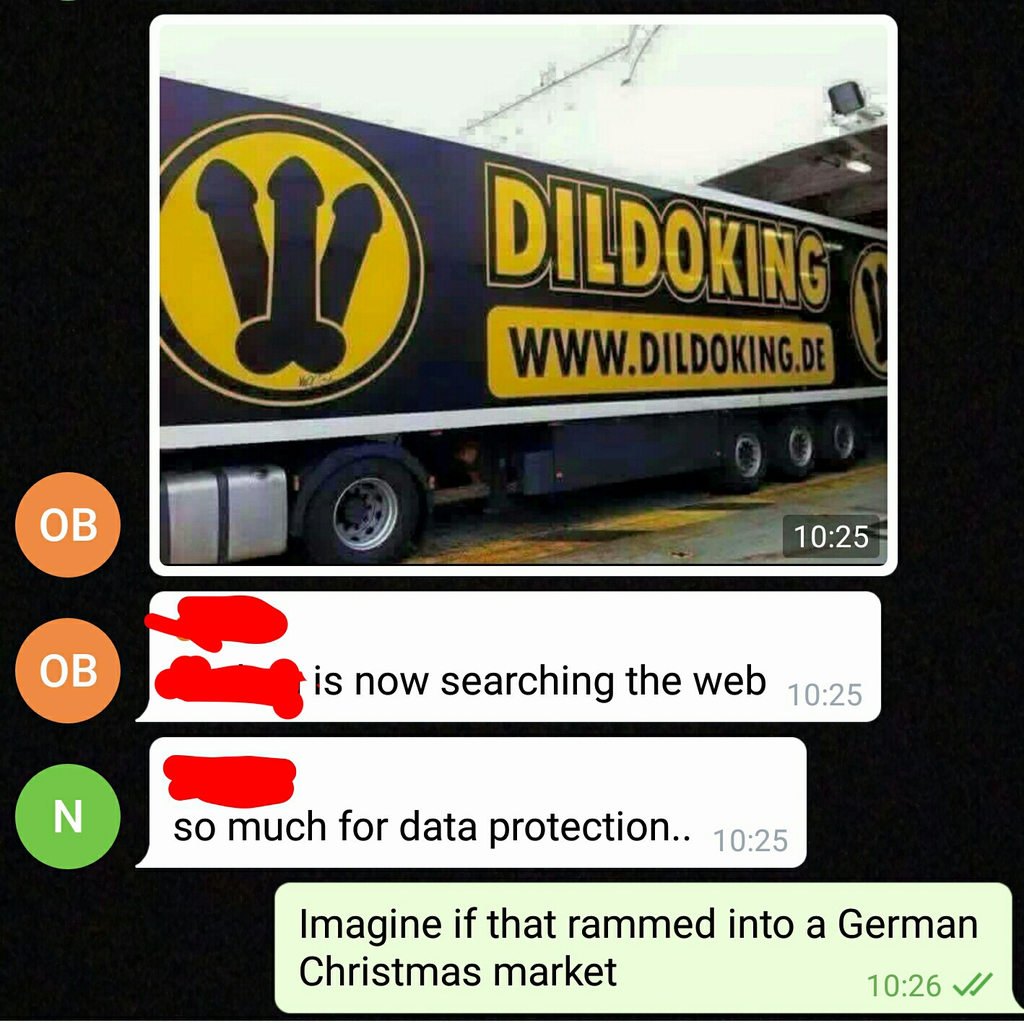 DILDOKING
WWW.DILDOKING.DE
10:25
OB
OB
is now searching the web 10:25
N
so much for data protection.. 10:25
Imagine if that rammed into a German
Christmas market 10:26